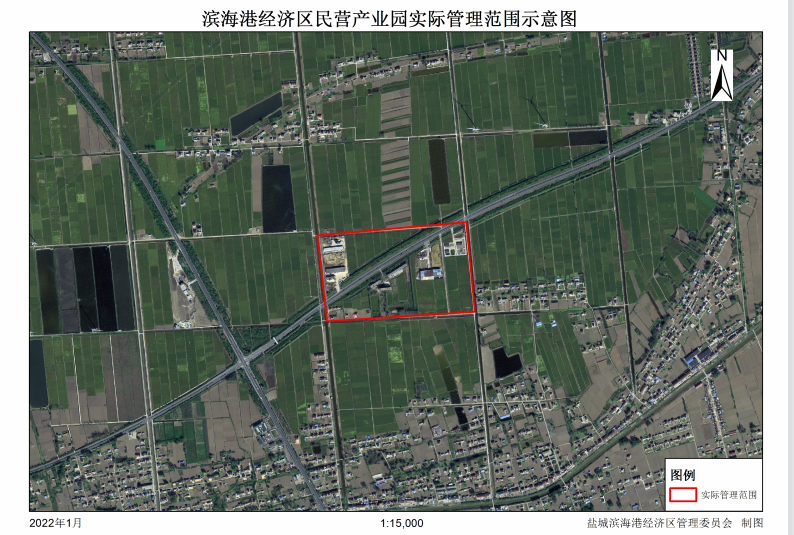 滨海港经济区民营产业园实际管理范围示意图
N
图例
实际管理范围
2022年1月
1:15,000
盐城滨海港经济区管理委员会 制图